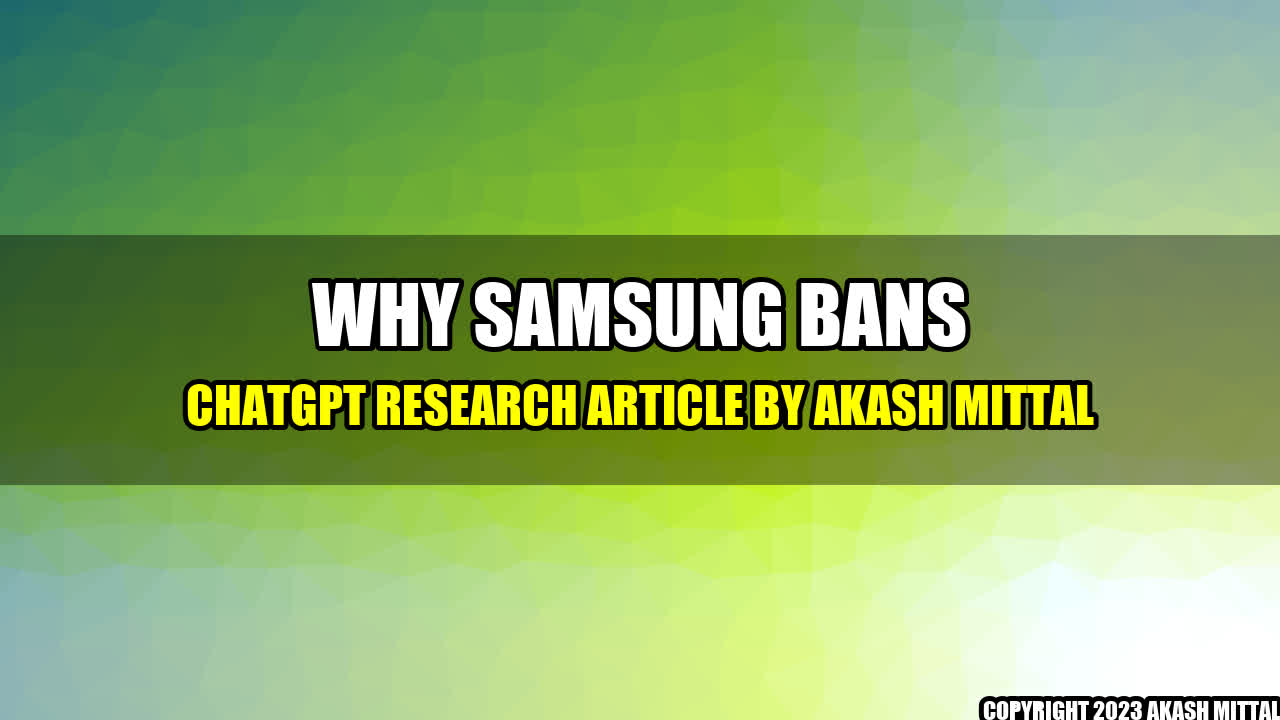 WHY SAMSUNG BANS
CHATGPT RESEARCH ARTICLE BY AKASH MITTAL
COPYRIGHT 2023 AKASH MITTAL